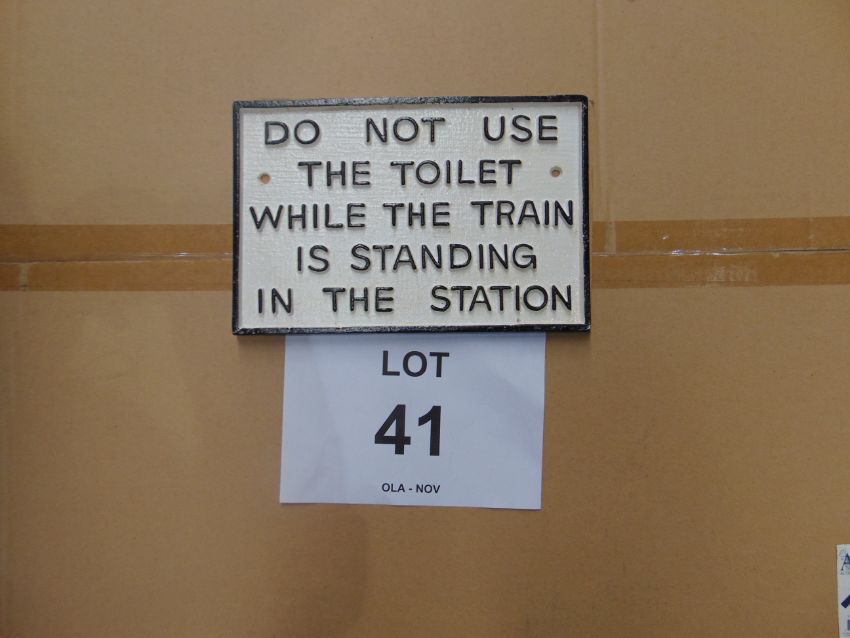 DO NOT USE
THE TOILET
WHILE THE TRAIN
IS STANDING
IN THE STATION
LOT
41
OLA - NOV